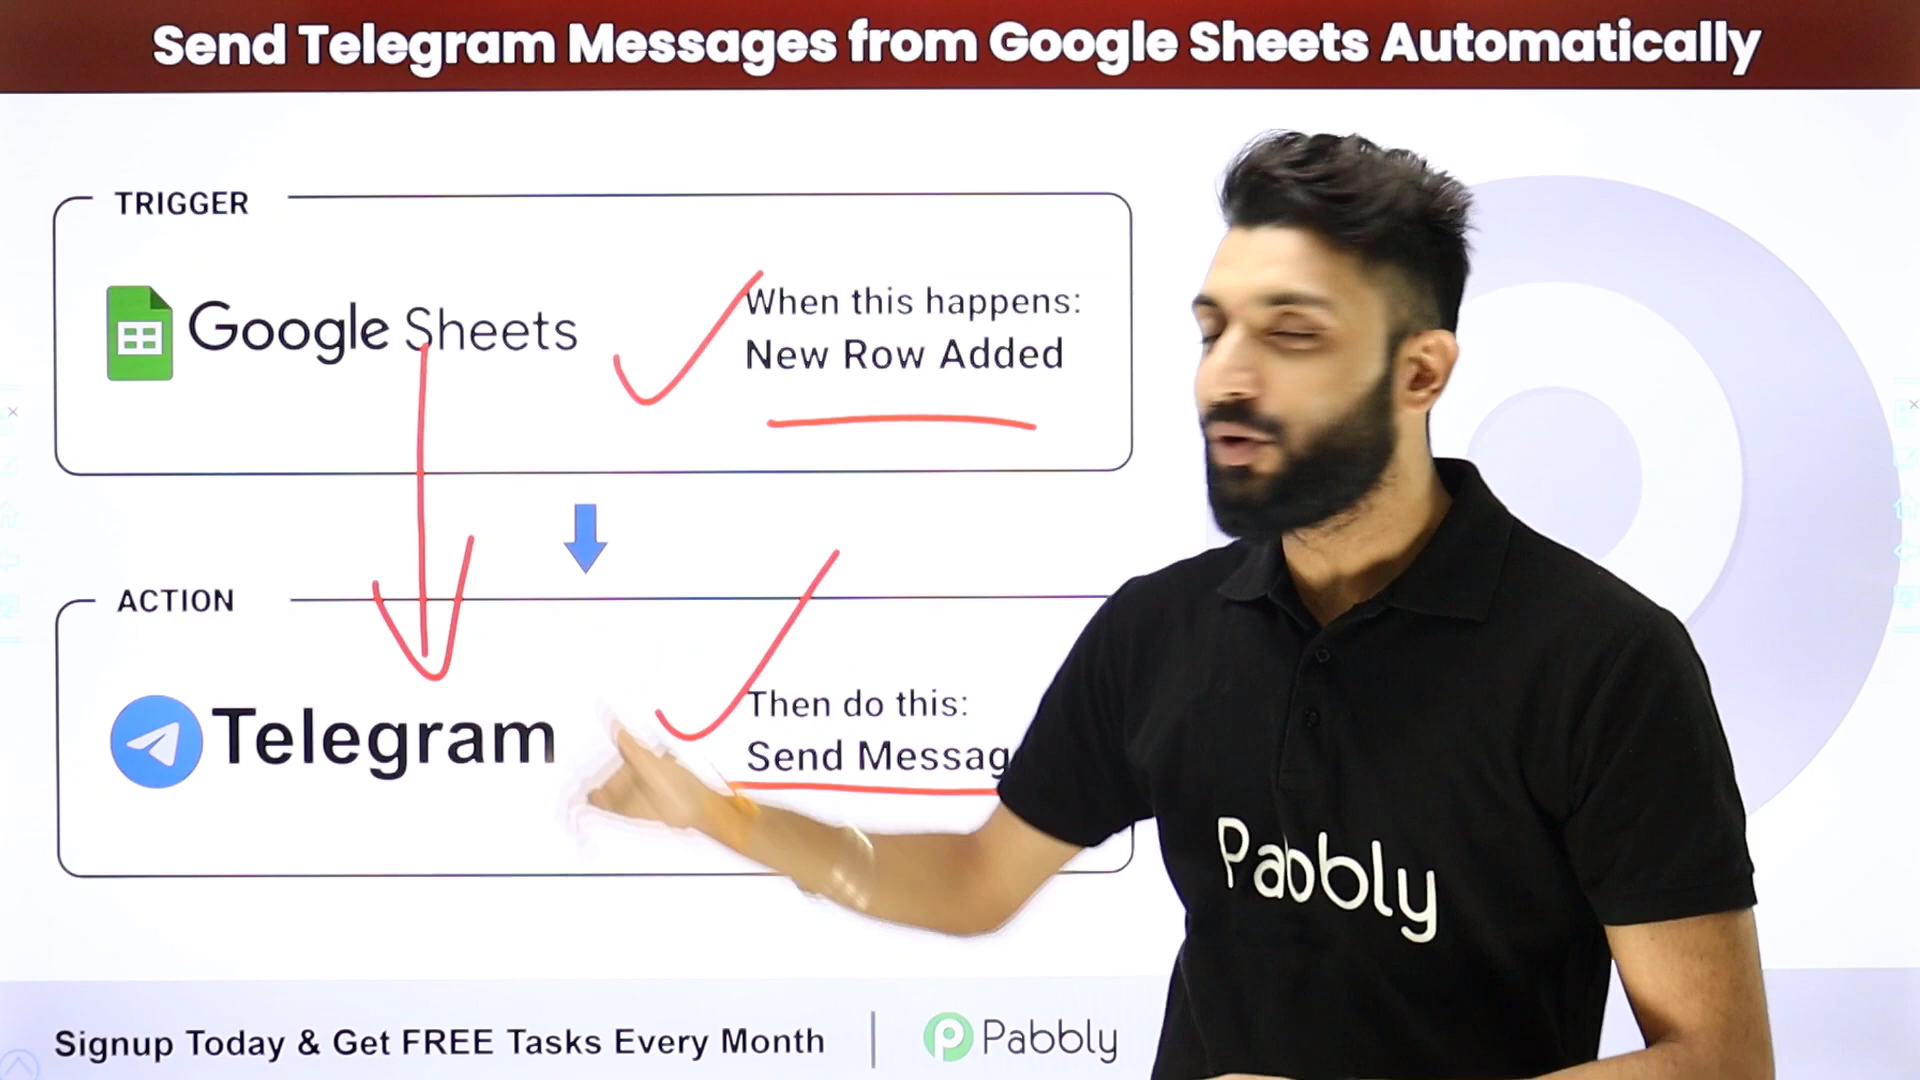 Send Telegram Messages from Google Sheets Automatically
TRIGGER
Google Sheets
When this happens:
New Row Added
ACTION
Telegram
Then do this:
Send Messag
Pabbly
Signup Today & Get FREE Tasks Every Month
Pabbly